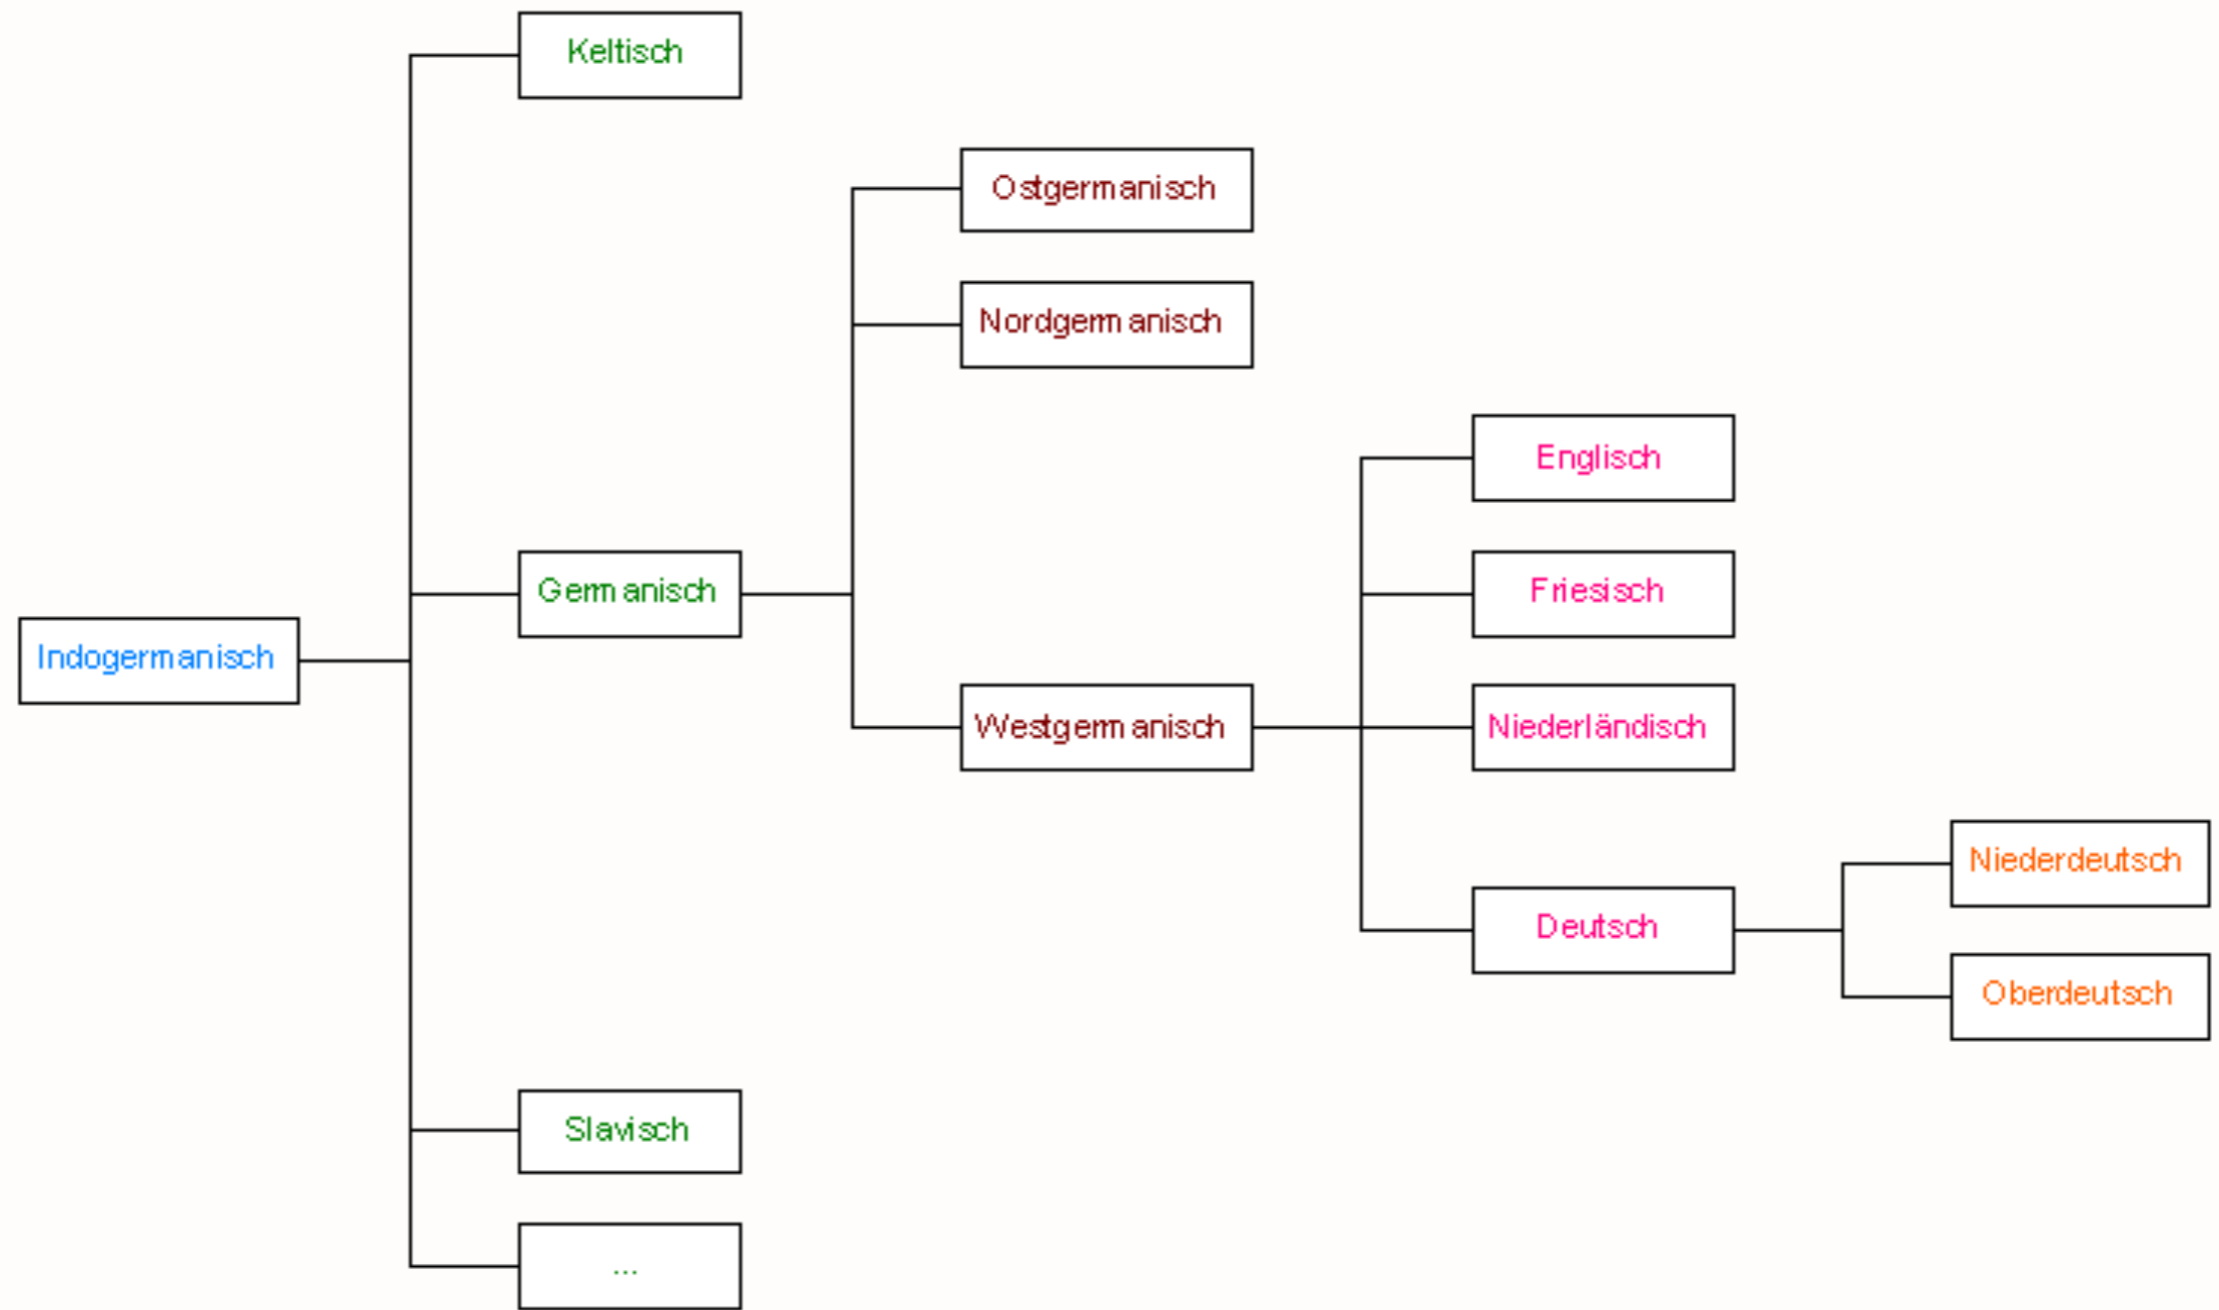 Keltisch
Ostgermanisch
Nordgermanisch
Englisch
Germanisch
Friesisch
Indogermanisch
Westgermanisch
Niederländisch
Niederdeutsch
Deutsch
Oberdeutsch
Slavisch
...